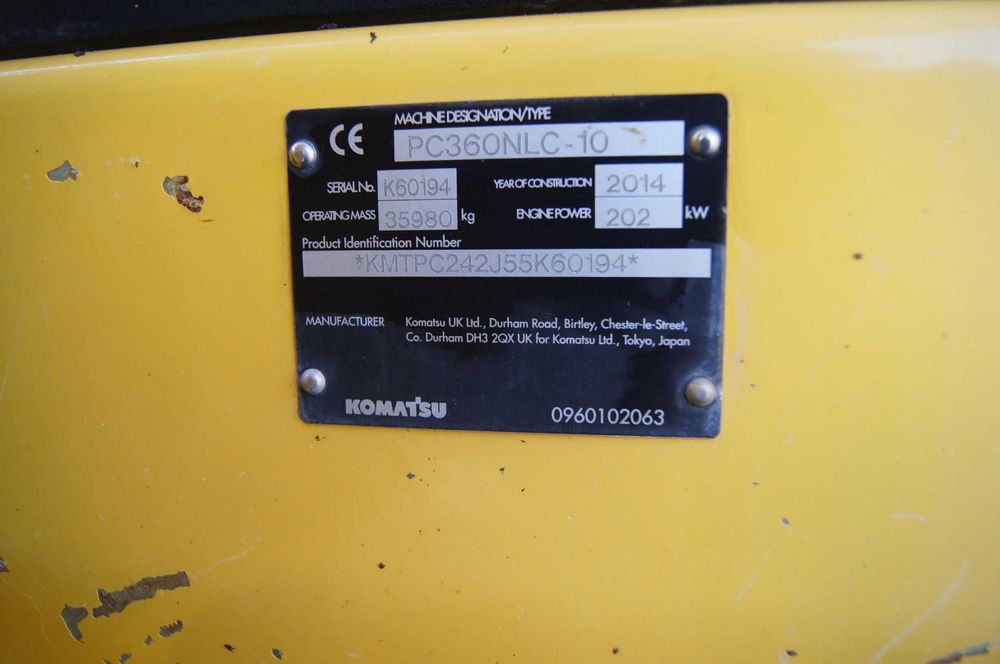 CE
MACHINE DESIGNATION/TYPE
PC360NLC-10
SERIAL No. K60194 YEAR OF CONSTRUCTION 2014
OPERATING MASS 35980 kg ENGINE POWER 202 kW
Product Identification Number
*KMTPC242J55K60194*
MANUFACTURER Komatsu UK Ltd., Durham Road, Birtley, Chester-le-Street,
Co. Durham DH3 2QX UK for Komatsu Ltd., Tokyo, Japan
KOMATSU 0960102063